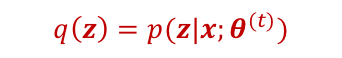 q(z) = p(z|x; θ^(t))